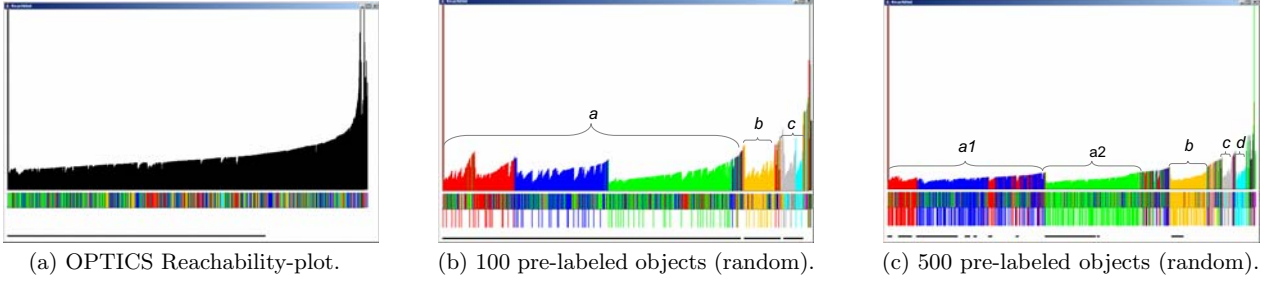 a
b
c
a1
a2
b
c
d
(a) OPTICS Reachability-plot.
(b) 100 pre-labeled objects (random).
(c) 500 pre-labeled objects (random).